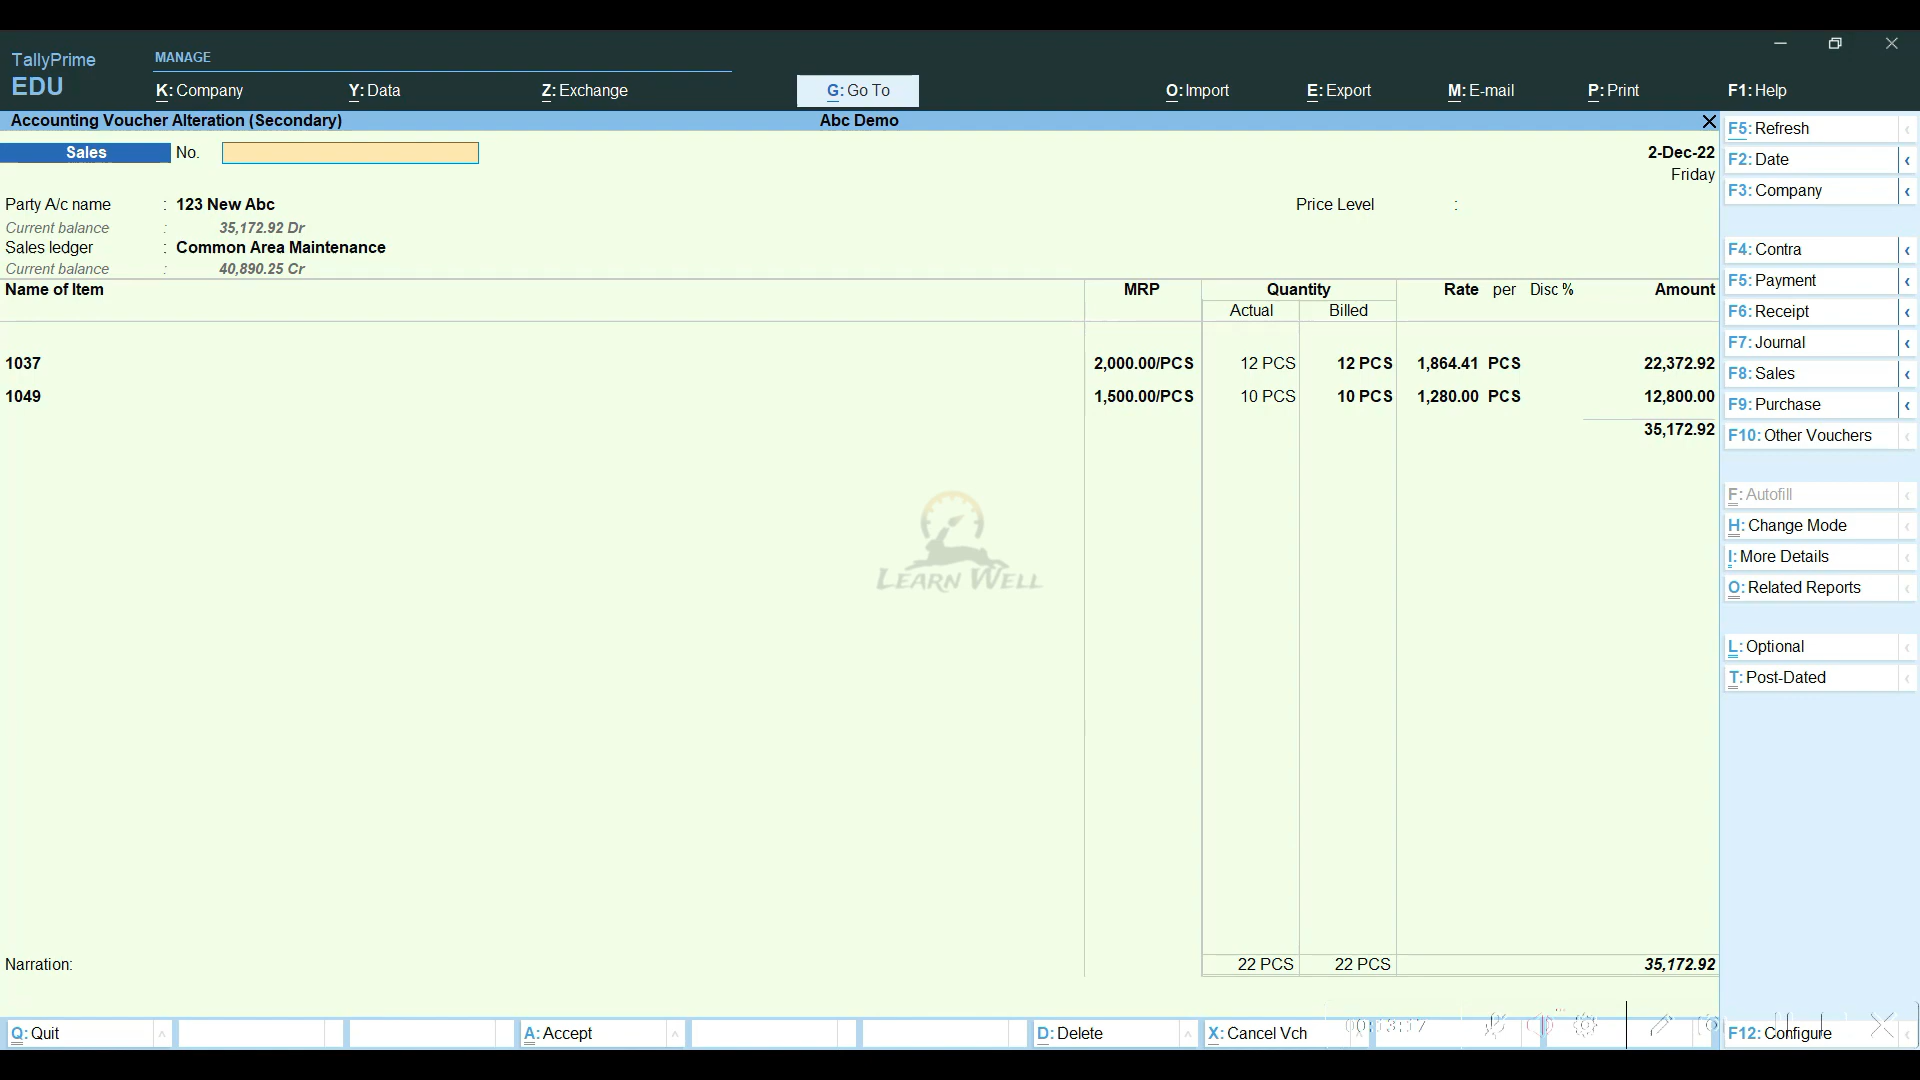 TallyPrime
EDU
MANAGE
K: Company
Y: Data
Z: Exchange
G: Go To
O: Import
E: Export
M: E-mail
P: Print
F1: Help
Accounting Voucher Alteration (Secondary)
Abc Demo
Sales No.
2-Dec-22
Friday
Party A/c name : 123 New Abc
Price Level :
Current balance : 35,172.92 Dr
Sales ledger : Common Area Maintenance
Current balance : 40,890.25 Cr
Name of Item MRP Quantity Rate per Disc % Amount
Actual Billed
1037 2,000.00/PCS 12 PCS 12 PCS 1,864.41 PCS 22,372.92
1049 1,500.00/PCS 10 PCS 10 PCS 1,280.00 PCS 12,800.00
35,172.92
LEARN WELL
Narration: 22 PCS 22 PCS 35,172.92
F5: Refresh
F2: Date
F3: Company
F4: Contra
F5: Payment
F6: Receipt
F7: Journal
F8: Sales
F9: Purchase
F10: Other Vouchers
F: Autofill
H: Change Mode
I: More Details
O: Related Reports
L: Optional
T: Post-Dated
Q: Quit
A: Accept
D: Delete
X: Cancel Vch
F12: Configure